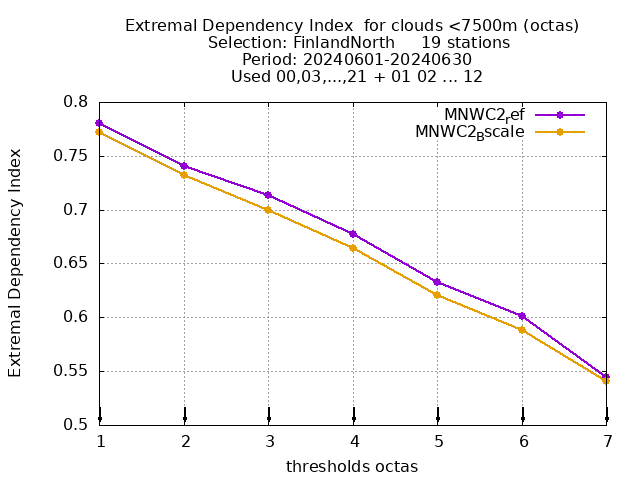 Extremal Dependency Index  for clouds <7500m (octas)
Selection: FinlandNorth     19 stations
Period: 20240601-20240630
Used 00,03,...,21 + 01 02 ... 12
MNWC2ref
MNWC2Bscale
Extremal Dependency Index
0.8
0.75
0.7
0.65
0.6
0.55
0.5
1 2 3 4 5 6 7
thresholds octas